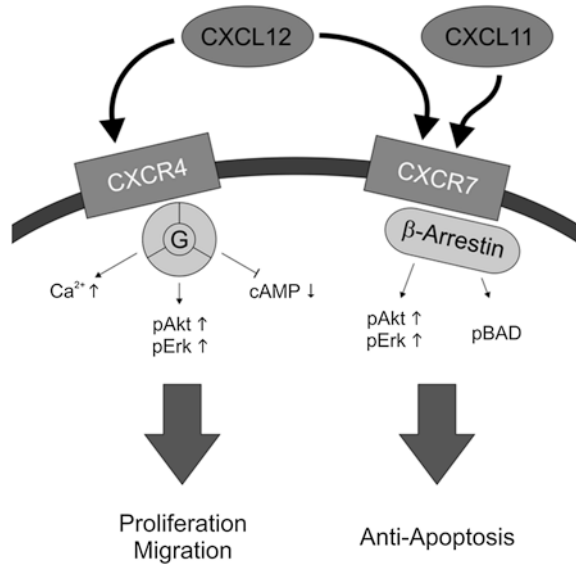 CXCL12
CXCL11
CXCR4
CXCR7
G
β-Arrestin
Ca²⁺ ↑
cAMP ↓
pAkt ↑
pErk ↑
pAkt ↑
pErk ↑
pBAD
Proliferation
Migration
Anti-Apoptosis